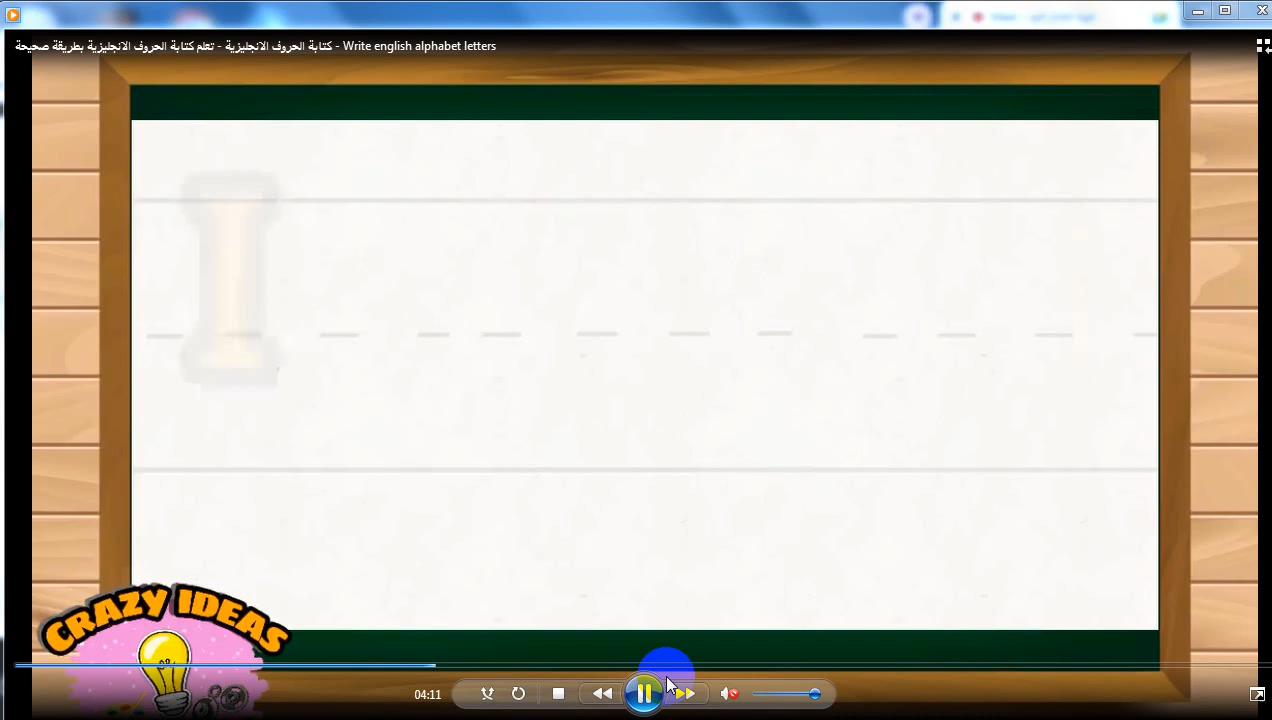 كتابة الحروف الانجليزية - تعلم كتابة الحروف الانجليزية بطريقة صحيحة - Write english alphabet letters
I
CRAZY IDEAS
04:11